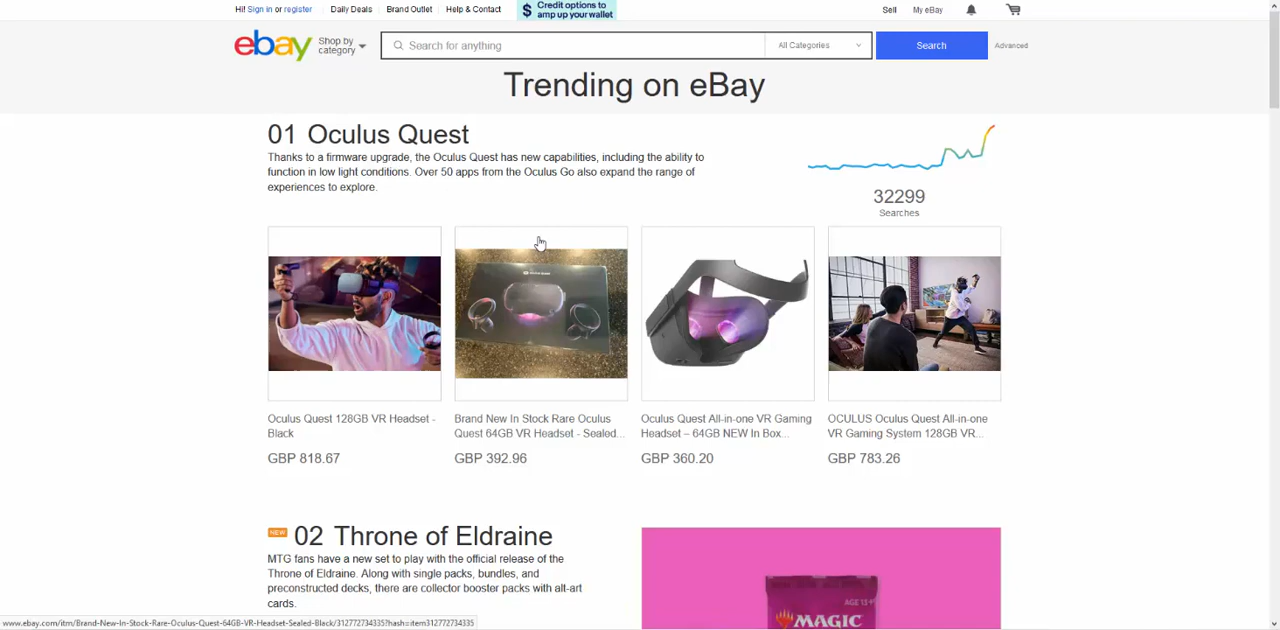 Hi! Sign in or register Daily Deals Brand Outlet Help & Contact $ Credit options to amp up your wallet Sell My eBay
ebay Shop by category Search for anything All Categories Search Advanced
Trending on eBay
01 Oculus Quest
Thanks to a firmware upgrade, the Oculus Quest has new capabilities, including the ability to
function in low light conditions. Over 50 apps from the Oculus Go also expand the range of
experiences to explore.
32299
Searches
Oculus Quest 128GB VR Headset -
Black
GBP 818.67
Brand New In Stock Rare Oculus
Quest 64GB VR Headset - Sealed...
GBP 392.96
Oculus Quest All-in-one VR Gaming
Headset – 64GB NEW In Box...
GBP 360.20
OCULUS Oculus Quest All-in-one
VR Gaming System 128GB VR...
GBP 783.26
NEW 02 Throne of Eldraine
MTG fans have a new set to play with the official release of the
Throne of Eldraine. Along with single packs, bundles, and
preconstructed decks, there are collector booster packs with alt-art
cards.
AGE 13+
MAGIC
www.ebay.com/itm/Brand-New-In-Stock-Rare-Oculus-Quest-64GB-VR-Headset-Sealed-Black/312772734335?hash=item312772734335